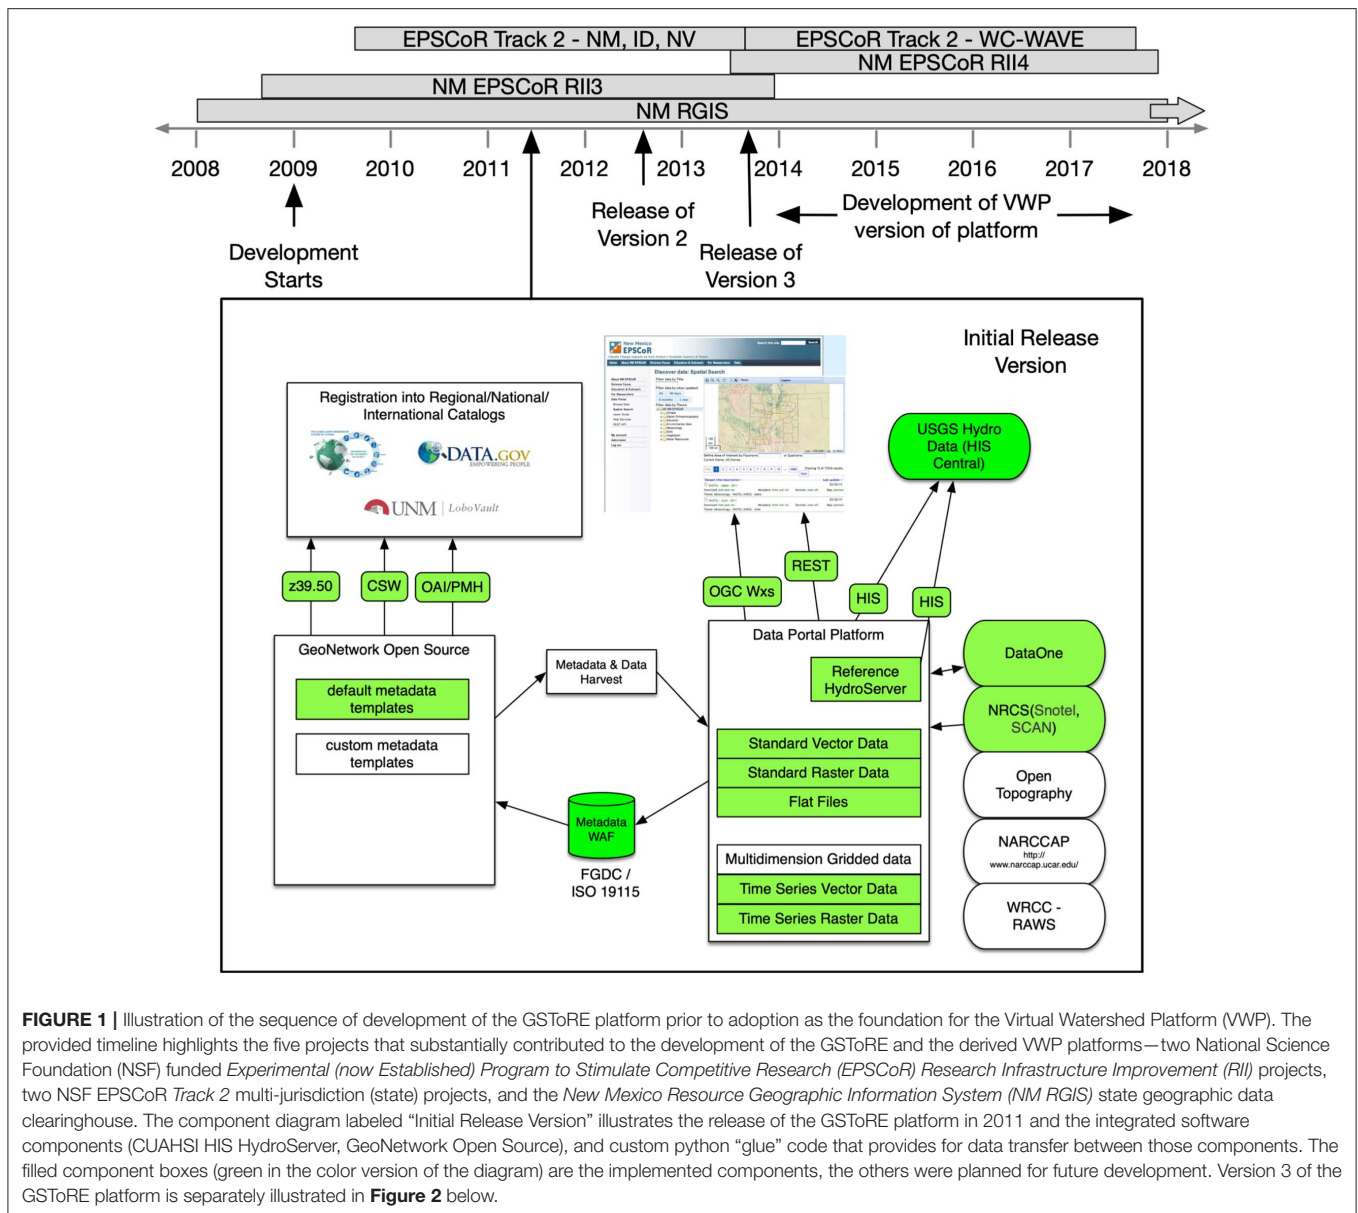 EPSCoR Track 2 - NM, ID, NV
EPSCoR Track 2 - WC-WAVE
NM EPSCoR RII4
NM EPSCoR RII3
NM RGIS
2008 2009 2010 2011 2012 2013 2014 2015 2016 2017 2018
Development
Starts
Release of
Version 2
Release of
Version 3
Development of VWP
version of platform
Initial Release
Version
Registration into Regional/National/
International Catalogs
DATA.GOV
EMPOWERING PEOPLE
UNM | LoboVault
New Mexico
EPSCoR
Search this site:
Search
Discover data: Spatial Search
USGS Hydro
Data (HIS
Central)
z39.50
CSW
OAI/PMH
OGC Wxs
REST
HIS
HIS
GeoNetwork Open Source
default metadata
templates
custom metadata
templates
Metadata & Data
Harvest
Metadata
WAF
FGDC /
ISO 19115
Data Portal Platform
Reference
HydroServer
Standard Vector Data
Standard Raster Data
Flat Files
Multidimension Gridded data
Time Series Vector Data
Time Series Raster Data
DataOne
NRCS(Snotel,
SCAN)
Open
Topography
NARCCAP
http://
www.narccap.ucar.edu/
WRCC -
RAWS
FIGURE 1 | Illustration of the sequence of development of the GSToRE platform prior to adoption as the foundation for the Virtual Watershed Platform (VWP). The
provided timeline highlights the five projects that substantially contributed to the development of the GSToRE and the derived VWP platforms—two National Science
Foundation (NSF) funded Experimental (now Established) Program to Stimulate Competitive Research (EPSCoR) Research Infrastructure Improvement (RII) projects,
two NSF EPSCoR Track 2 multi-jurisdiction (state) projects, and the New Mexico Resource Geographic Information System (NM RGIS) state geographic data
clearinghouse. The component diagram labeled “Initial Release Version” illustrates the release of the GSToRE platform in 2011 and the integrated software
components (CUAHSI HIS HydroServer, GeoNetwork Open Source), and custom python “glue” code that provides for data transfer between those components. The
filled component boxes (green in the color version of the diagram) are the implemented components, the others were planned for future development. Version 3 of the
GSToRE platform is separately illustrated in Figure 2 below.